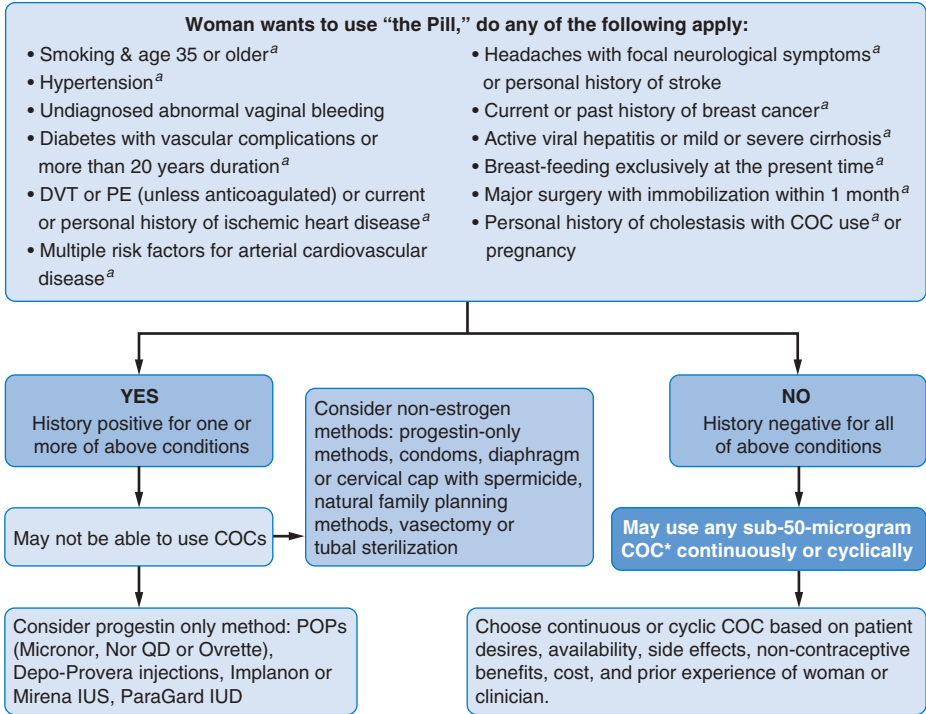 Woman wants to use “the Pill,” do any of the following apply:
• Smoking & age 35 or older^a
• Hypertension^a
• Undiagnosed abnormal vaginal bleeding
• Diabetes with vascular complications or
more than 20 years duration^a
• DVT or PE (unless anticoagulated) or current
or personal history of ischemic heart disease^a
• Multiple risk factors for arterial cardiovascular
disease^a
• Headaches with focal neurological symptoms^a
or personal history of stroke
• Current or past history of breast cancer^a
• Active viral hepatitis or mild or severe cirrhosis^a
• Breast-feeding exclusively at the present time^a
• Major surgery with immobilization within 1 month^a
• Personal history of cholestasis with COC use^a or
pregnancy
YES
History positive for one or
more of above conditions
May not be able to use COCs
Consider non-estrogen
methods: progestin-only
methods, condoms, diaphragm
or cervical cap with spermicide,
natural family planning
methods, vasectomy or
tubal sterilization
Consider progestin only method: POPs
(Micronor, Nor QD or Ovrette),
Depo-Provera injections, Implanon or
Mirena IUS, ParaGard IUD
NO
History negative for all
of above conditions
May use any sub-50-microgram
COC* continuously or cyclically
Choose continuous or cyclic COC based on patient
desires, availability, side effects, non-contraceptive
benefits, cost, and prior experience of woman or
clinician.